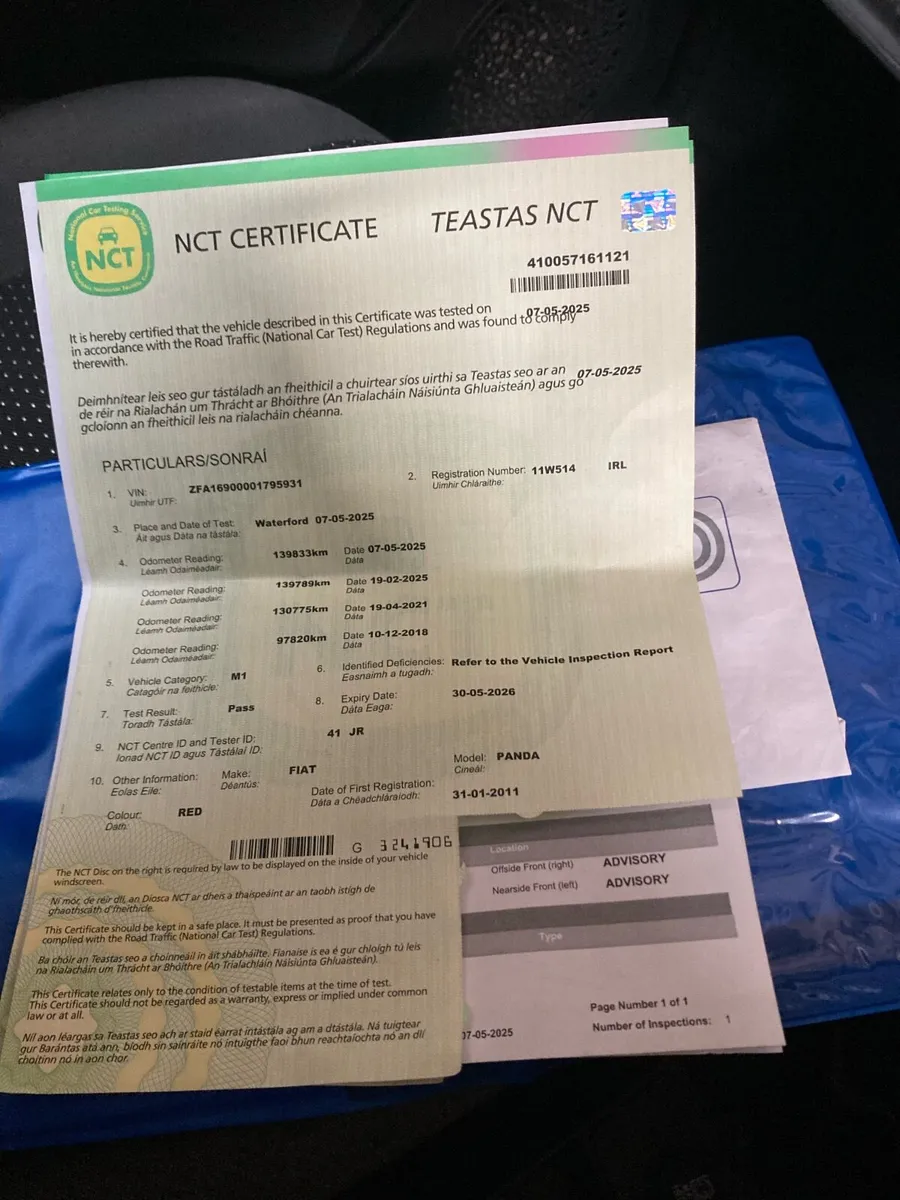 National Car Testing Service
NCT
NCT CERTIFICATE
TEASTAS NCT
410057161121
It is hereby certified that the vehicle described in this Certificate was tested on 07-05-2025
in accordance with the Road Traffic (National Car Test) Regulations and was found to comply
therewith.
Deimhnítear leis seo gur tástáladh an fheithicil a chuirtear síos uirthi sa Teastas seo ar an 07-05-2025
de réir na Rialachán um Thrácht ar Bhóithre (An Trialacháin Náisiúnta Ghluaisteán) agus go
gcloíonn an fheithicil leis na rialacháin chéanna.
PARTICULARS/SONRAÍ
1. VIN: ZFA16900001795931
Uimhir UTF:
2. Registration Number: 11W514 IRL
Uimhir Chláraithe:
3. Place and Date of Test: Waterford 07-05-2025
Áit agus Dáta na tástála:
4. Odometer Reading: 139833km Date 07-05-2025
Léamh Odaiméadair: Dáta
Odometer Reading: 139789km Date 19-02-2025
Léamh Odaiméadair: Dáta
Odometer Reading: 130775km Date 19-04-2021
Léamh Odaiméadair: Dáta
Odometer Reading: 97820km Date 10-12-2018
Léamh Odaiméadair: Dáta
5. Vehicle Category: M1
Catagóir na feithicle:
6. Identified Deficiencies: Refer to the Vehicle Inspection Report
Easnaimh a tugadh:
7. Test Result: Pass
Toradh Tástála:
8. Expiry Date: 30-05-2026
Dáta Éaga:
9. NCT Centre ID and Tester ID: 41 JR
Ionad NCT ID agus Tástálaí ID:
10. Other Information: Make: FIAT
Eolas Eile: Déantús:
Model: PANDA
Cineál:
Date of First Registration: 31-01-2011
Dáta a Chéadchláraíodh:
Colour: RED
Dath:
G 3241906
The NCT Disc on the right is required by law to be displayed on the inside of your vehicle
windscreen.
Ní mór, de réir dlí, an Diosca NCT ar dheis a thaispeáint ar an taobh istigh de
ghaothscáth d'fheithicle.
This Certificate should be kept in a safe place. It must be presented as proof that you have
complied with the Road Traffic (National Car Test) Regulations.
Ba chóir an Teastas seo a choinneáil in áit shábháilte. Fianaise is ea é gur chloígh tú leis
na Rialacháin um Thrácht ar Bhóithre (An Trialachláin Náisiúnta Ghluaisteán).
This Certificate relates only to the condition of testable items at the time of test.
This Certificate should not be regarded as a warranty, express or implied under common
law or at all.
Níl aon léargas sa Teastas seo ach ar staid éarraí intástála ag am a dtástála. Ná tuigtear
gur Barántas atá ann, bíodh sin sainráite nó intuigthe faoi bhun reachtaíochta nó an dlí
choitinn nó in aon chor.
Location
Offside Front (right) ADVISORY
Nearside Front (left) ADVISORY
Type
Page Number 1 of 1
07-05-2025
Number of Inspections: 1